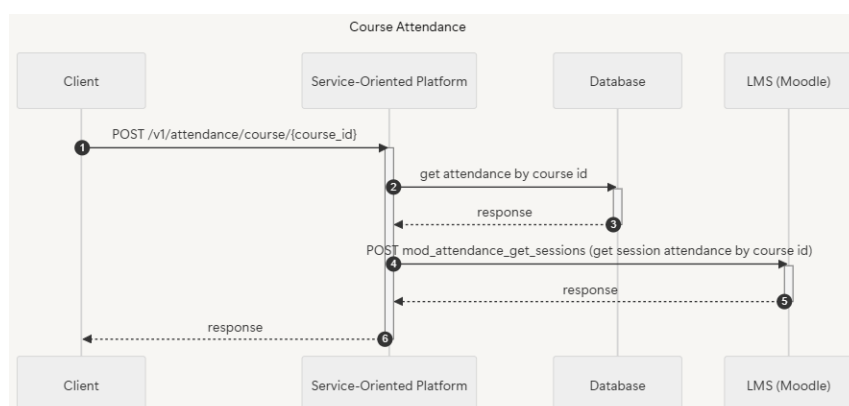 Course Attendance
Client
Service-Oriented Platform
Database
LMS (Moodle)
POST /v1/attendance/course/{course_id}
1
get attendance by course id
2
response
3
POST mod_attendance_get_sessions (get session attendance by course id)
4
response
5
response
6
Client
Service-Oriented Platform
Database
LMS (Moodle)